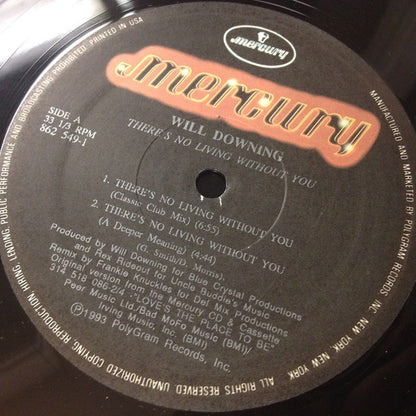 mercury
mercury
WILL DOWNING
THERE'S NO LIVING WITHOUT YOU
SIDE A
33 1/3 RPM
862 549-1
1. THERE'S NO LIVING WITHOUT YOU
(Classic Club Mix) (6:55)
2. THERE'S NO LIVING WITHOUT YOU
(A Deeper Meaning) (4:44)
(C. Smith/J. Morris)
Produced by Will Downing for Blue Crystal Productions
and Rex Rideout for Uncle Buddie's Music
Remix by Frankie Knuckles for Def Mix Productions
Original version from the Mercury CD & Cassette
314 518 086-2/4 "LOVE'S THE PLACE TO BE"
Peer Music Ltd/Bad MoFo Music (BMI)/
Irving Music, Inc. (BMI)
Ⓟ1993 PolyGram Records, Inc.
MANUFACTURED AND MARKETED BY POLYGRAM RECORDS INC. NEW YORK, NEW YORK. ALL RIGHTS RESERVED. UNAUTHORIZED COPYING, REPRODUCTION, HIRING, LENDING, PUBLIC PERFORMANCE AND BROADCASTING PROHIBITED. PRINTED IN USA